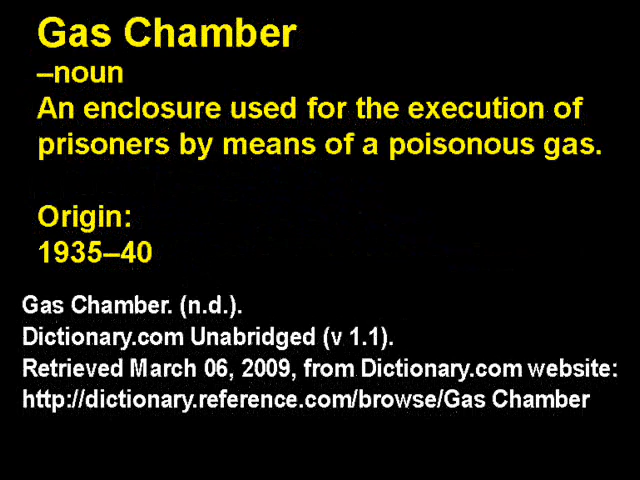 Gas Chamber
–noun
An enclosure used for the execution of
prisoners by means of a poisonous gas.
Origin:
1935–40
Gas Chamber. (n.d.).
Dictionary.com Unabridged (v 1.1).
Retrieved March 06, 2009, from Dictionary.com website:
http://dictionary.reference.com/browse/Gas Chamber